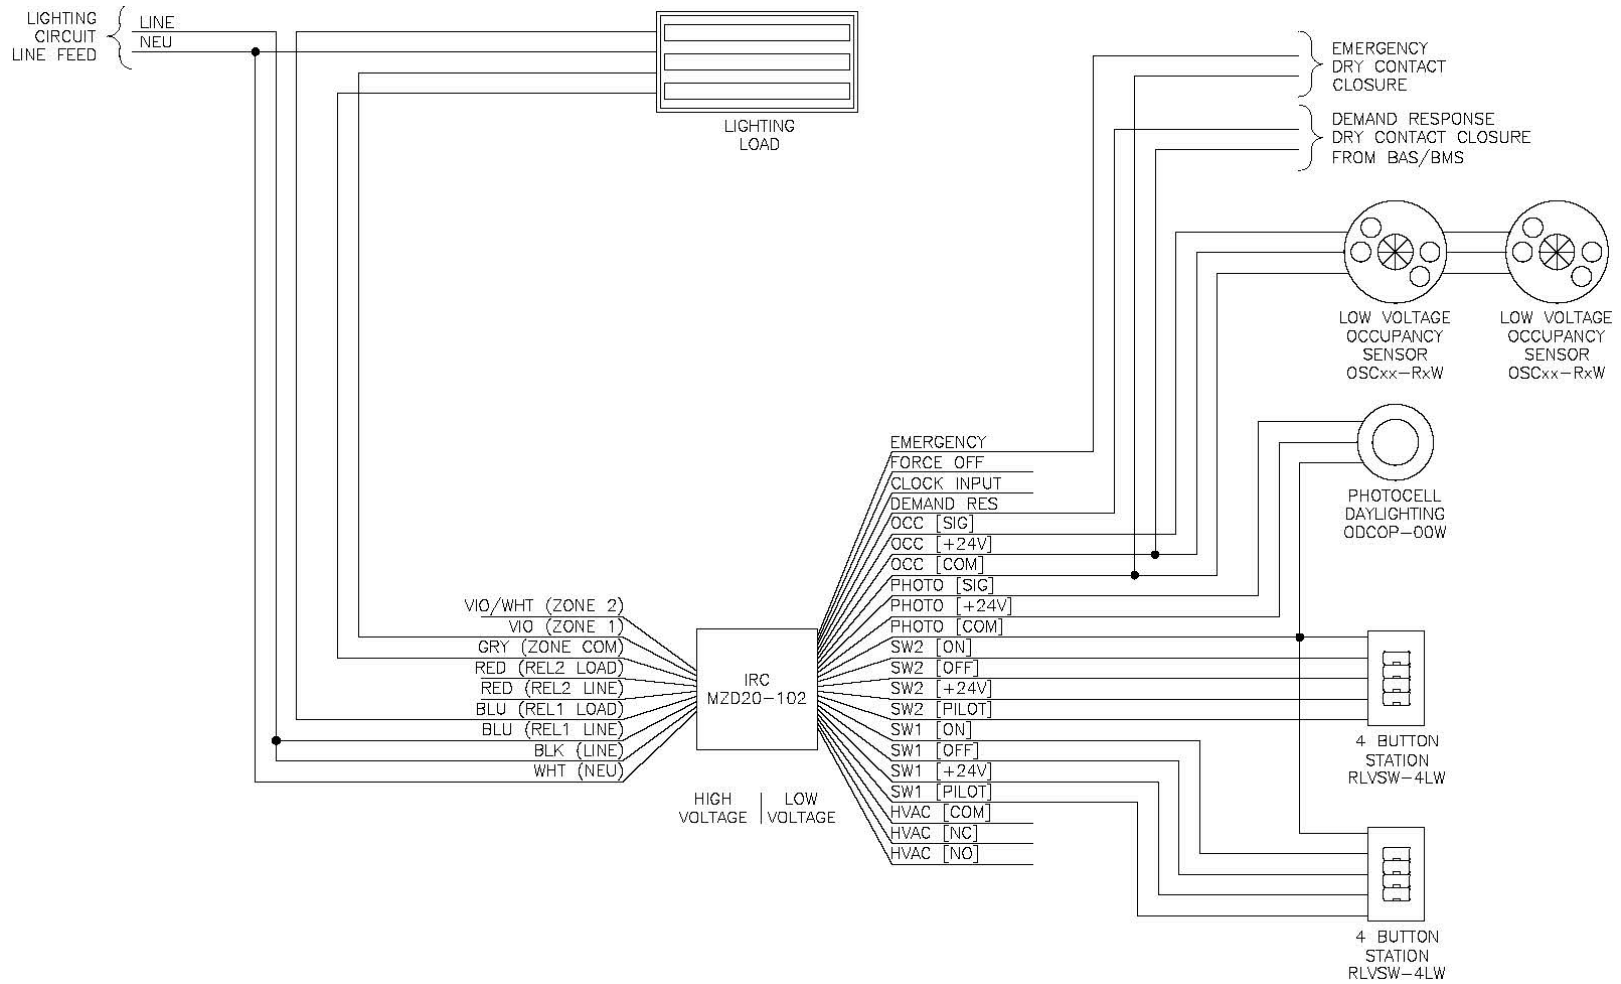 LIGHTING
CIRCUIT
LINE FEED
LINE
NEU
LIGHTING
LOAD
EMERGENCY
DRY CONTACT
CLOSURE
DEMAND RESPONSE
DRY CONTACT CLOSURE
FROM BAS/BMS
LOW VOLTAGE
OCCUPANCY
SENSOR
OSCxx-RxW
LOW VOLTAGE
OCCUPANCY
SENSOR
OSCxx-RxW
PHOTOCELL
DAYLIGHTING
ODCOP-00W
VIO/WHT (ZONE 2)
VIO (ZONE 1)
GRY (ZONE COM)
RED (REL2 LOAD)
RED (REL2 LINE)
BLU (REL1 LOAD)
BLU (REL1 LINE)
BLK (LINE)
WHT (NEU)
IRC
MZD20-102
HIGH
VOLTAGE
LOW
VOLTAGE
EMERGENCY
FORCE OFF
CLOCK INPUT
DEMAND RES
OCC [SIG]
OCC [+24V]
OCC [COM]
PHOTO [SIG]
PHOTO [+24V]
PHOTO [COM]
SW2 [ON]
SW2 [OFF]
SW2 [+24V]
SW2 [PILOT]
SW1 [ON]
SW1 [OFF]
SW1 [+24V]
SW1 [PILOT]
HVAC [COM]
HVAC [NC]
HVAC [NO]
4 BUTTON
STATION
RLVSW-4LW
4 BUTTON
STATION
RLVSW-4LW